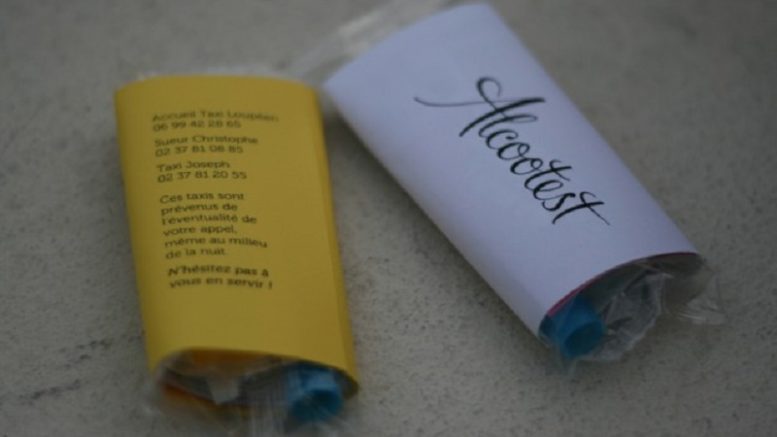 Accueil Taxi Loupéen
06 99 42 28 65
Sueur Christophe
02 37 81 08 85
Taxi Joseph
02 37 81 20 55
Ces taxis sont
prévenus de
l'éventualité de
votre appel,
même au milieu
de la nuit.
N'hésitez pas à
vous en servir !
Alcootest